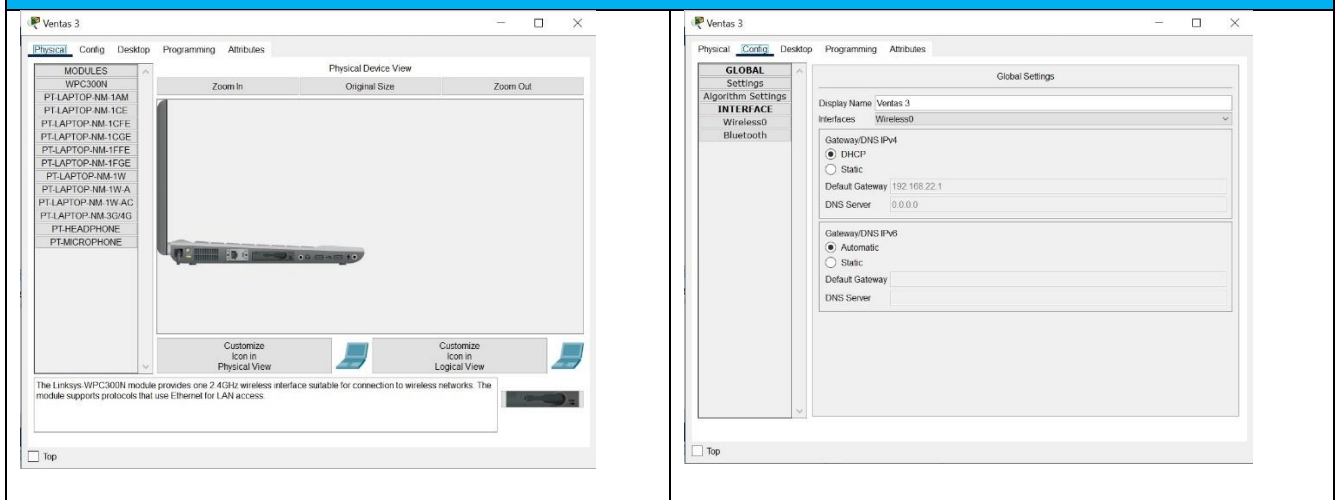 Ventas 3
Physical Config Desktop Programming Attributes
MODULES
WPC300N
PT-LAPTOP-NM-1AM
PT-LAPTOP-NM-1CE
PT-LAPTOP-NM-1CFE
PT-LAPTOP-NM-1CGE
PT-LAPTOP-NM-1FFE
PT-LAPTOP-NM-1FGE
PT-LAPTOP-NM-1W
PT-LAPTOP-NM-1W-A
PT-LAPTOP-NM-1W-AC
PT-LAPTOP-NM-3G/4G
PT-HEADPHONE
PT-MICROPHONE
Physical Device View
Zoom In Original Size Zoom Out
Customize
Icon in
Physical View
Customize
Icon in
Logical View
The Linksys-WPC300N module provides one 2.4GHz wireless interface suitable for connection to wireless networks. The
module supports protocols that use Ethernet for LAN access.
Top
Ventas 3
Physical Config Desktop Programming Attributes
GLOBAL
Settings
Algorithm Settings
INTERFACE
Wireless0
Bluetooth
Global Settings
Display Name Ventas 3
Interfaces Wireless0
Gateway/DNS IPv4
DHCP
Static
Default Gateway 192.168.22.1
DNS Server 0.0.0.0
Gateway/DNS IPv6
Automatic
Static
Default Gateway
DNS Server
Top